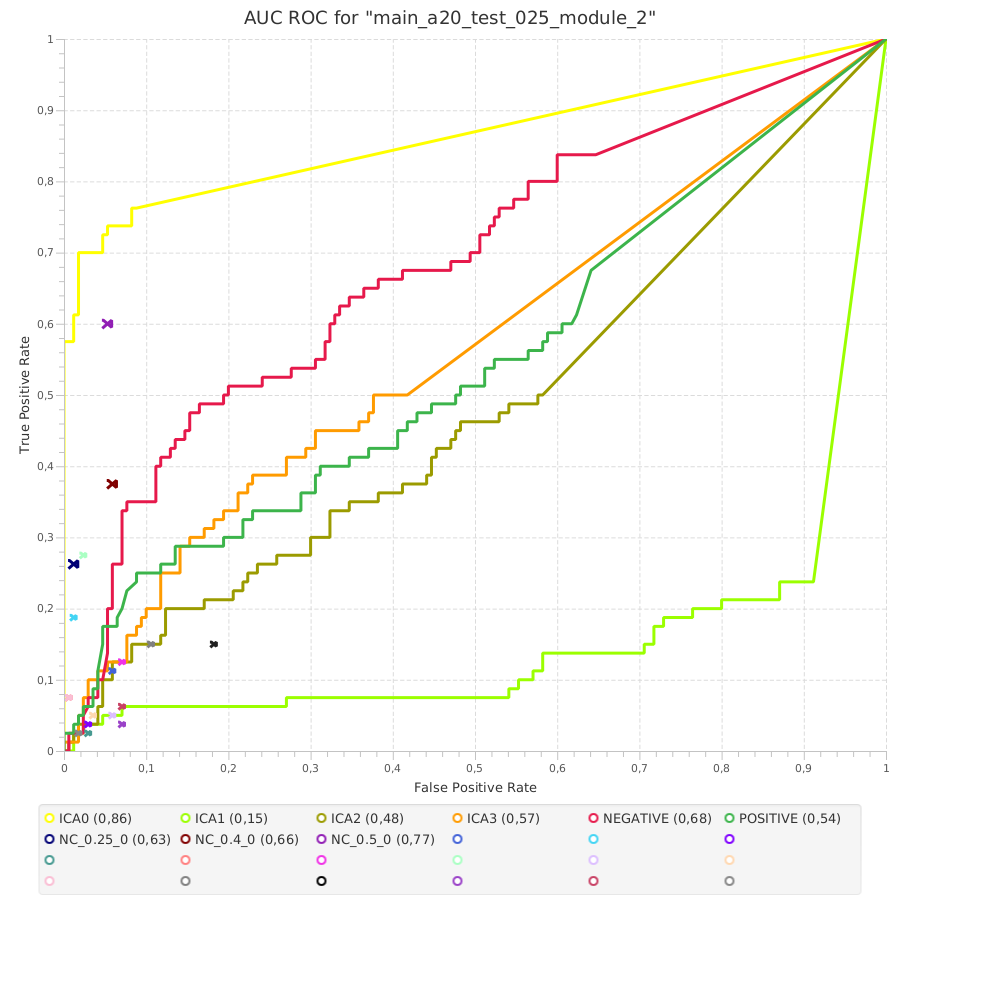 AUC ROC for "main_a20_test_025_module_2"
True Positive Rate
1
0,9
0,8
0,7
0,6
0,5
0,4
0,3
0,2
0,1
0
0 0,1 0,2 0,3 0,4 0,5 0,6 0,7 0,8 0,9 1
False Positive Rate
ICA0 (0,86) ICA1 (0,15) ICA2 (0,48) ICA3 (0,57) NEGATIVE (0,68) POSITIVE (0,54)
NC_0.25_0 (0,63) NC_0.4_0 (0,66) NC_0.5_0 (0,77)